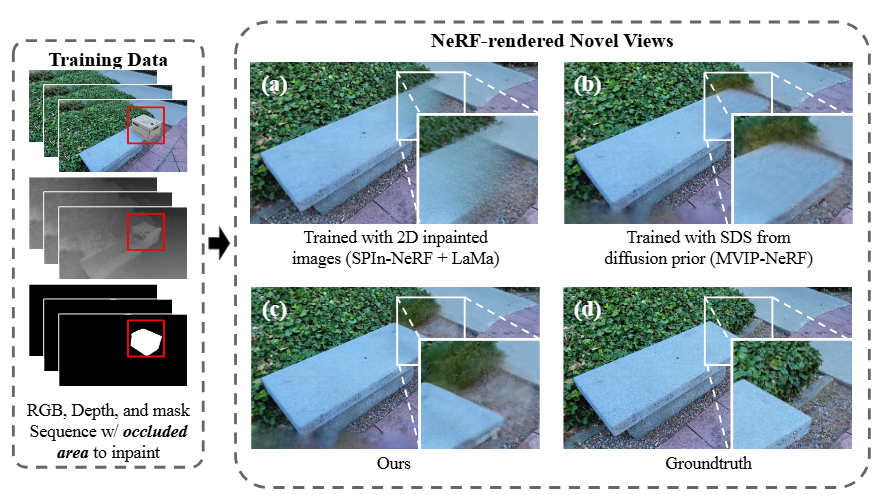 Training Data
RGB, Depth, and mask
Sequence w/ occluded
area to inpaint
NeRF-rendered Novel Views
(a)
(b)
Trained with 2D inpainted
images (SPIn-NeRF + LaMa)
Trained with SDS from
diffusion prior (MVIP-NeRF)
(c)
(d)
Ours
Groundtruth